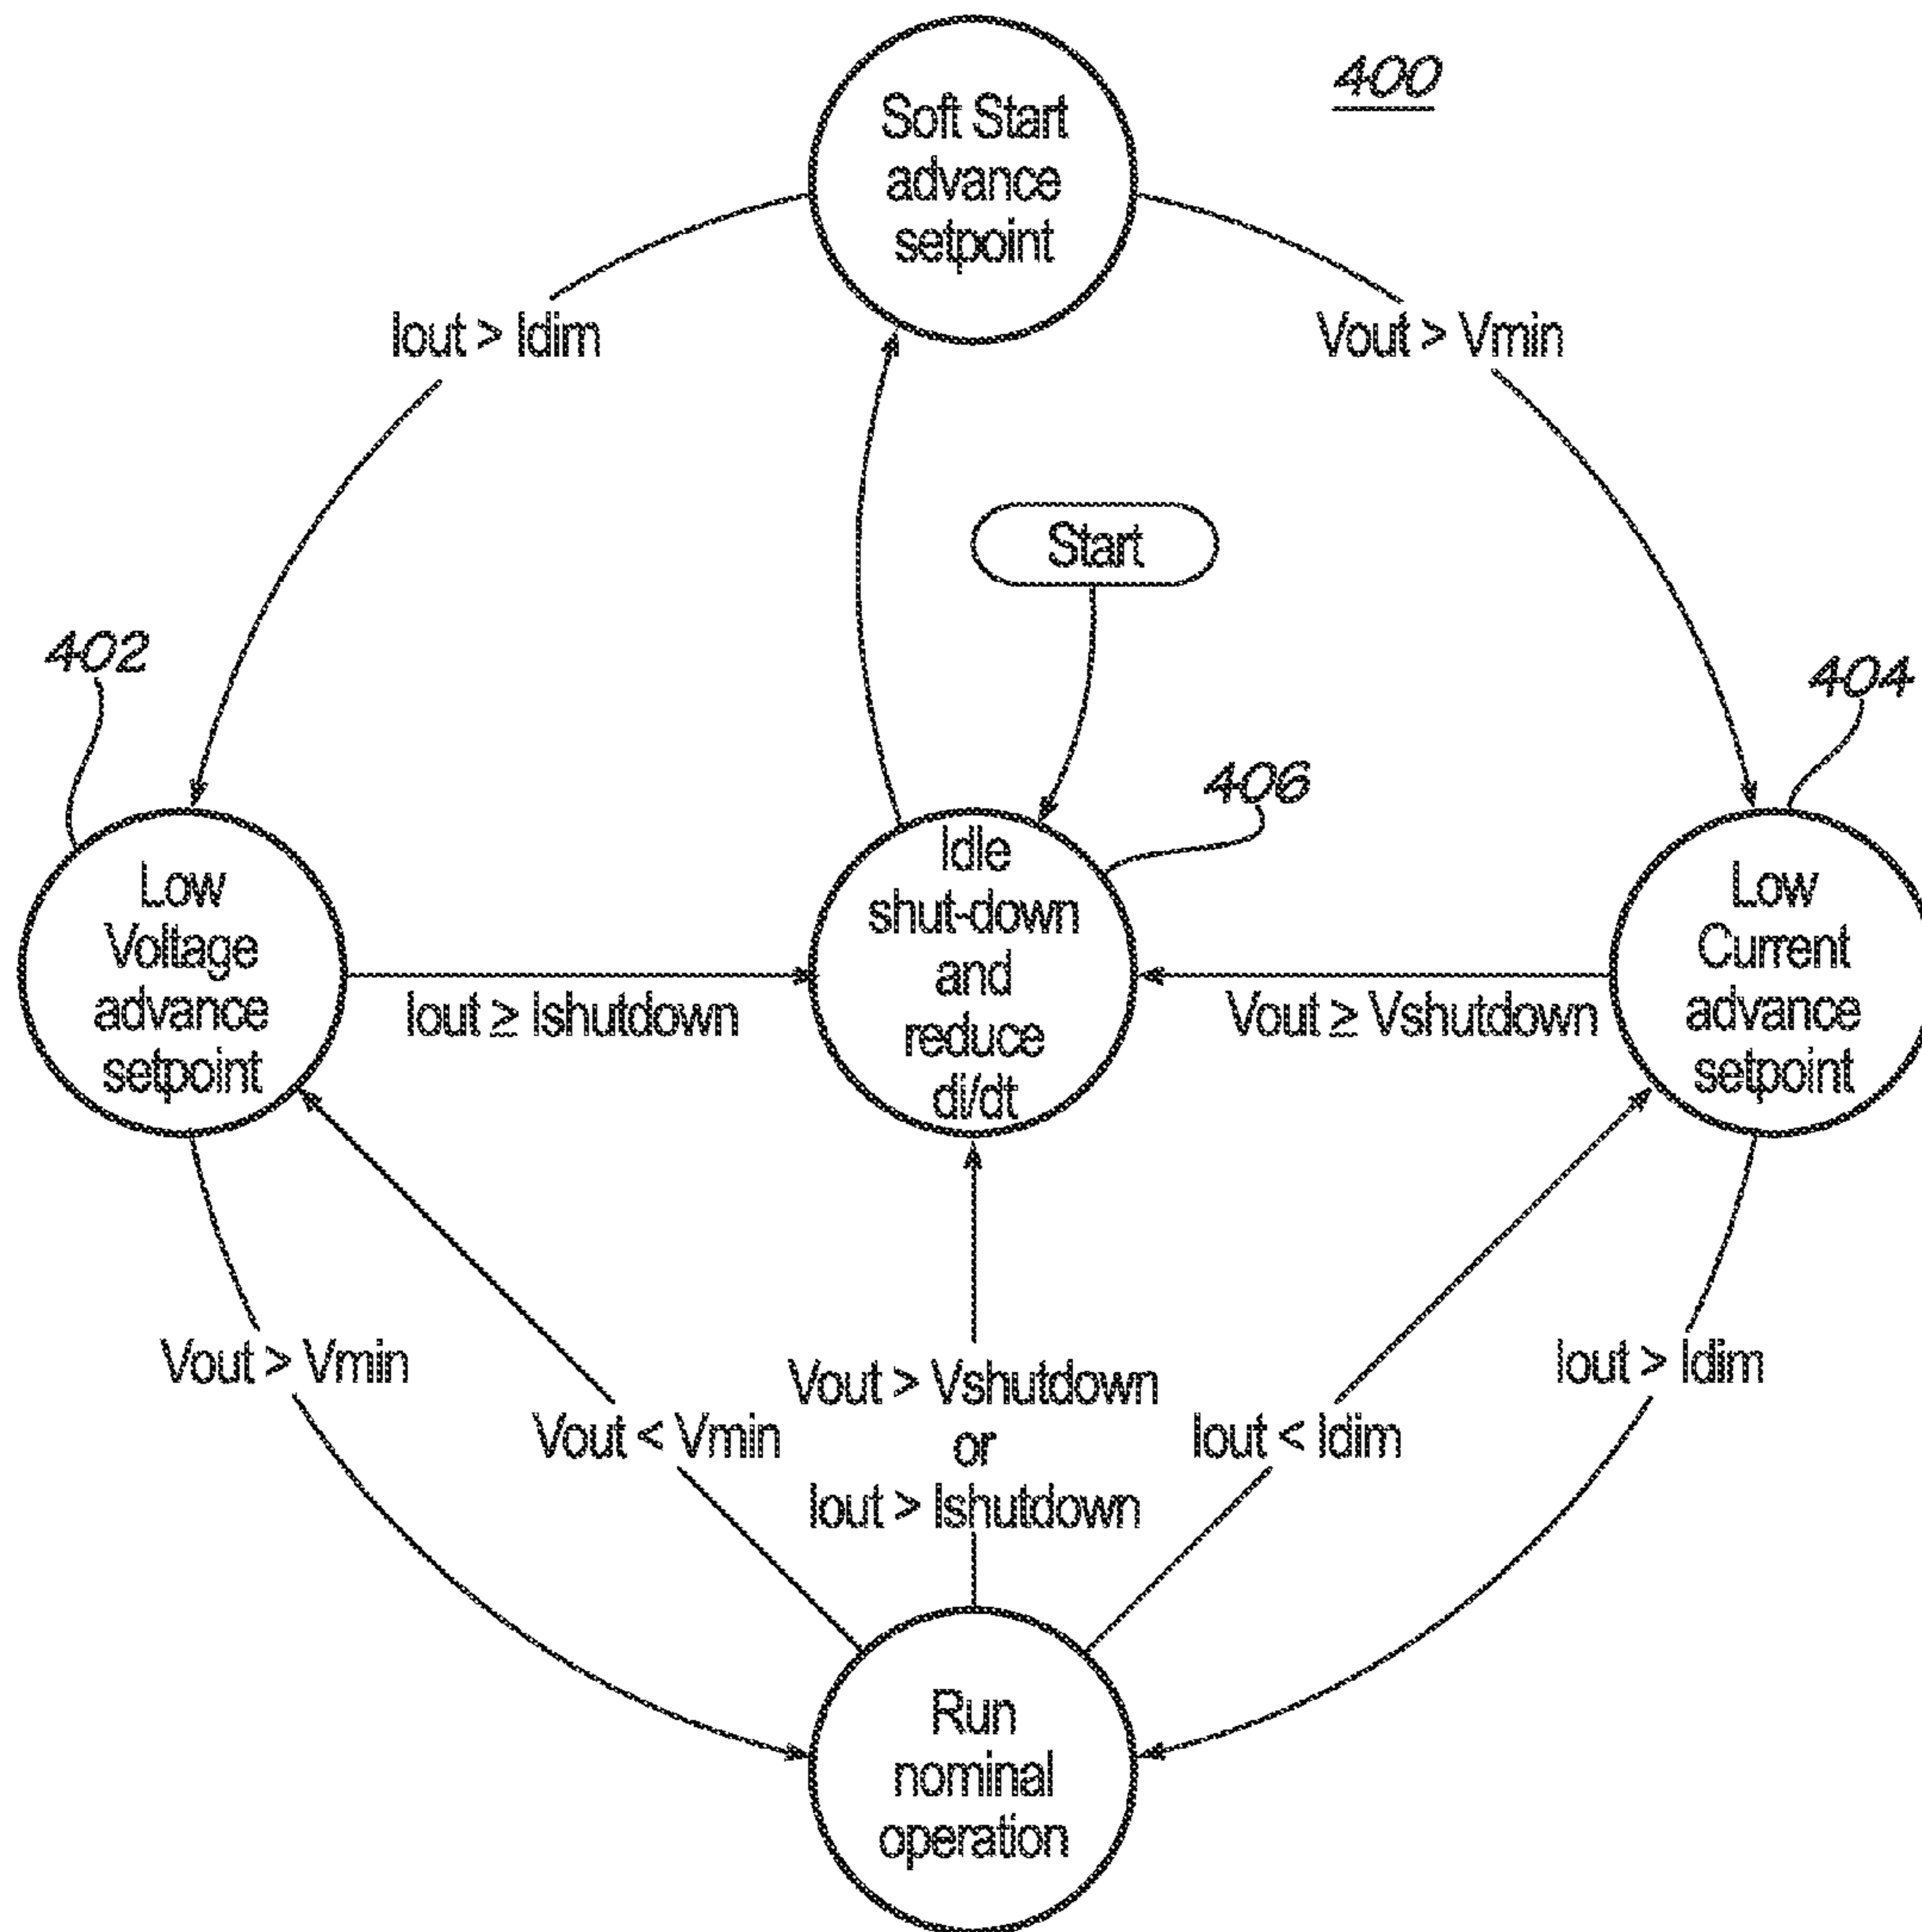 400
Soft Start
advance
setpoint
Iout > Idim
Vout > Vmin
Start
402
404
406
Low
Voltage
advance
setpoint
Idle
shut-down
and
reduce
di/dt
Low
Current
advance
setpoint
Iout ≥ Ishutdown
Vout ≥ Vshutdown
Vout > Vmin
Vout < Vmin
Vout > Vshutdown
or
Iout > Ishutdown
Iout < Idim
Iout > Idim
Run
nominal
operation